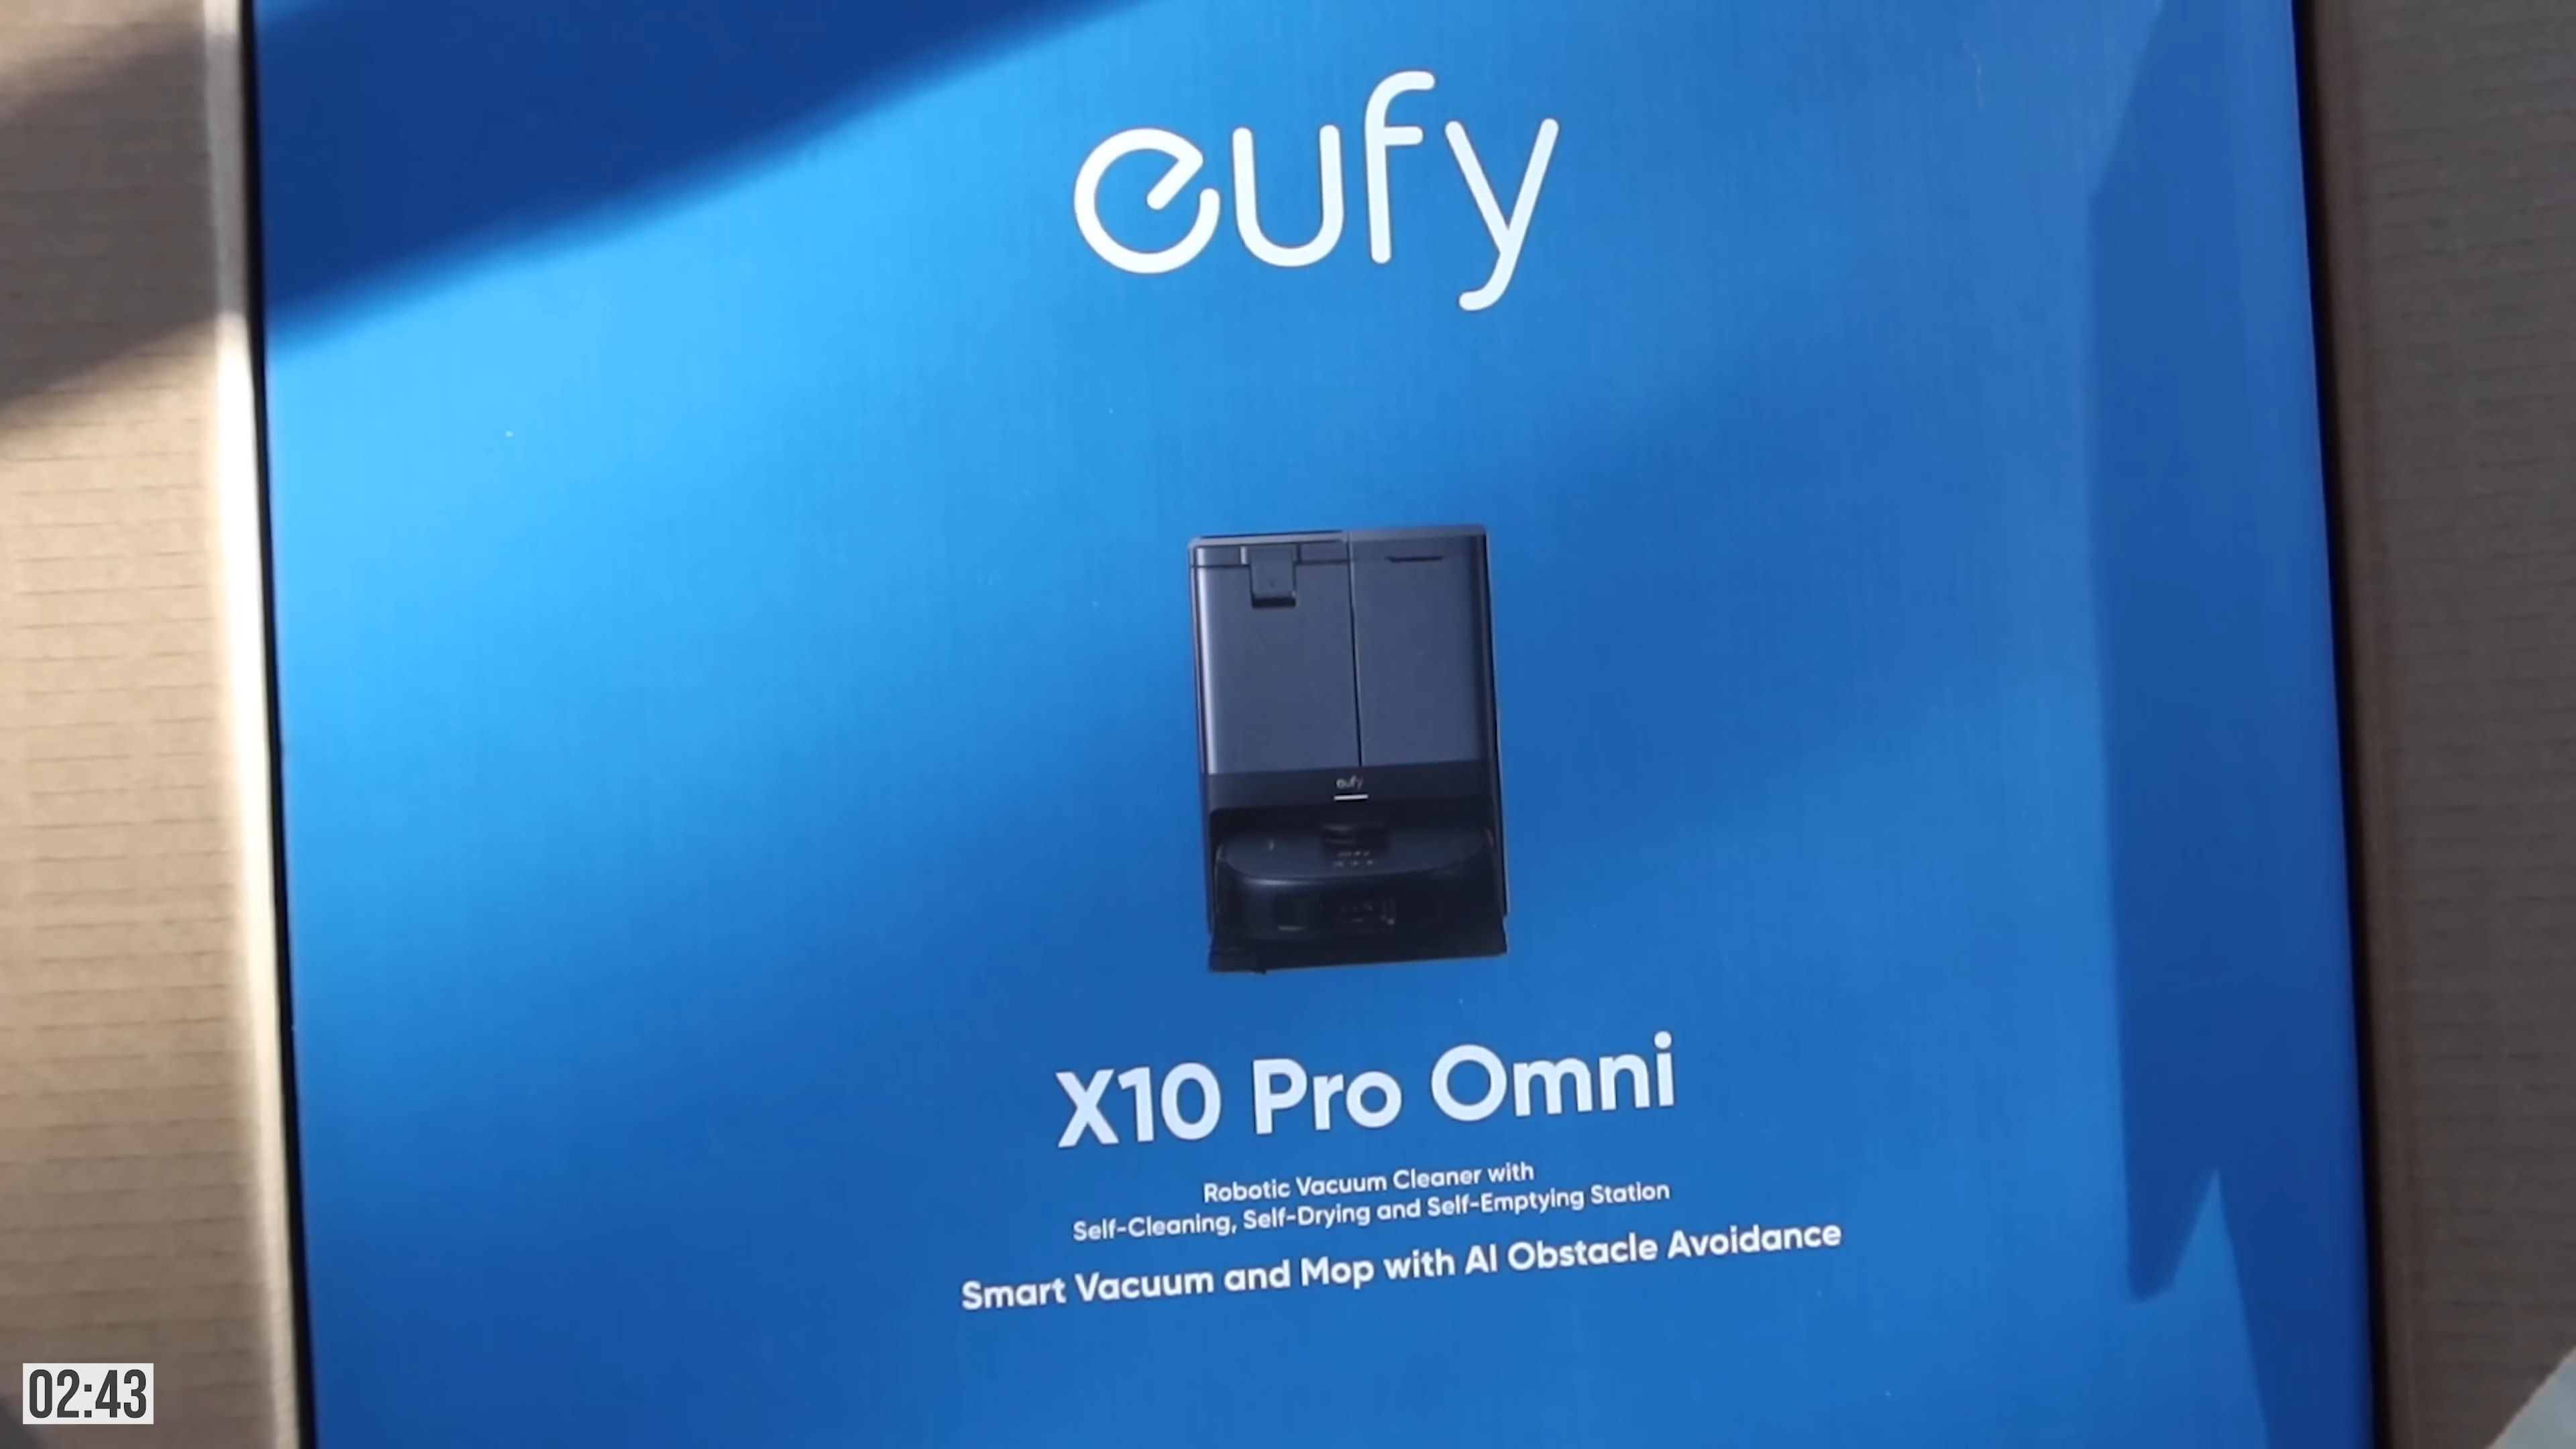 eufy
eufy
X10 Pro Omni
Robotic Vacuum Cleaner with
Self-Cleaning, Self-Drying and Self-Emptying Station
Smart Vacuum and Mop with AI Obstacle Avoidance
02:43